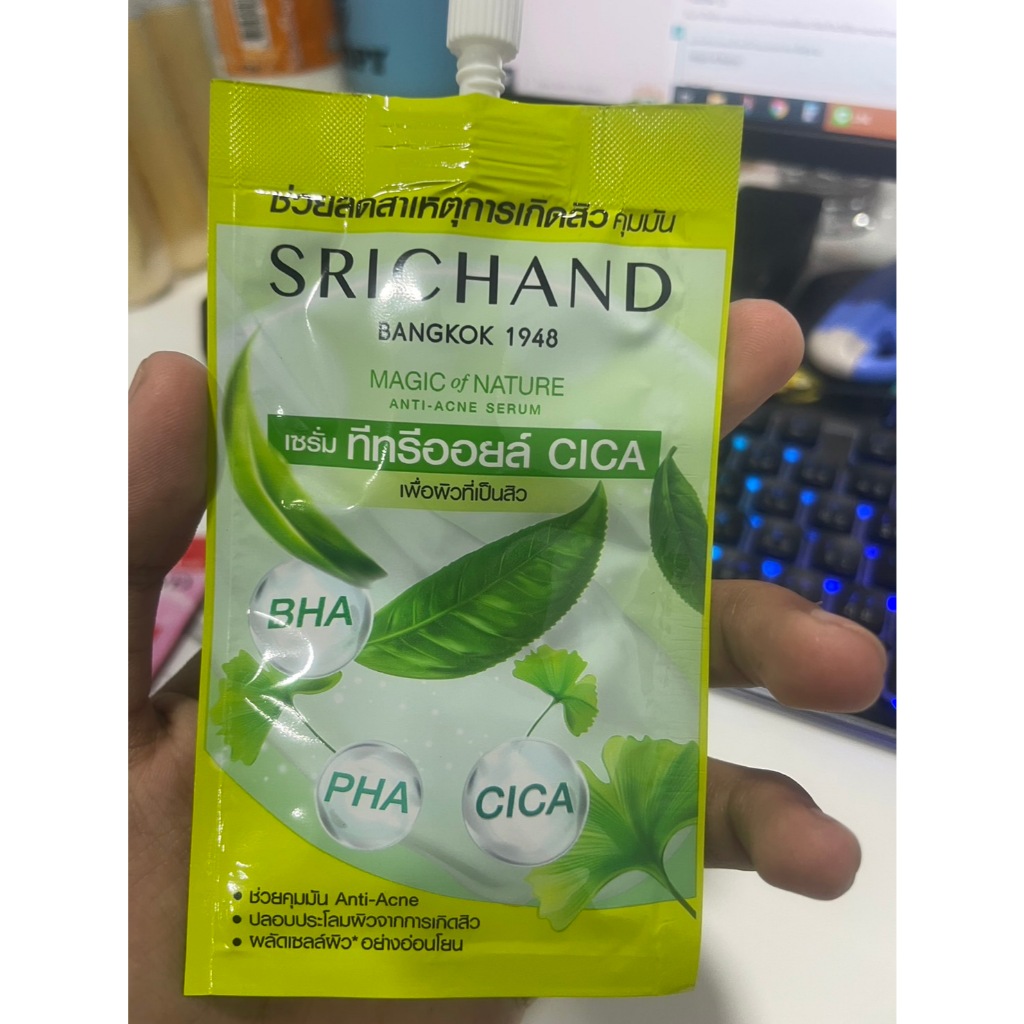 ช่วยลดสาเหตุการเกิดสิว คุมมัน
SRICHAND
BANGKOK 1948
MAGIC of NATURE
ANTI-ACNE SERUM
เซรั่ม ทีทรีออยล์ CICA
เพื่อผิวที่เป็นสิว
BHA
PHA
CICA
• ช่วยคุมมัน Anti-Acne
• ปลอบประโลมผิวจากการเกิดสิว
• ผลัดเซลล์ผิว* อย่างอ่อนโยน